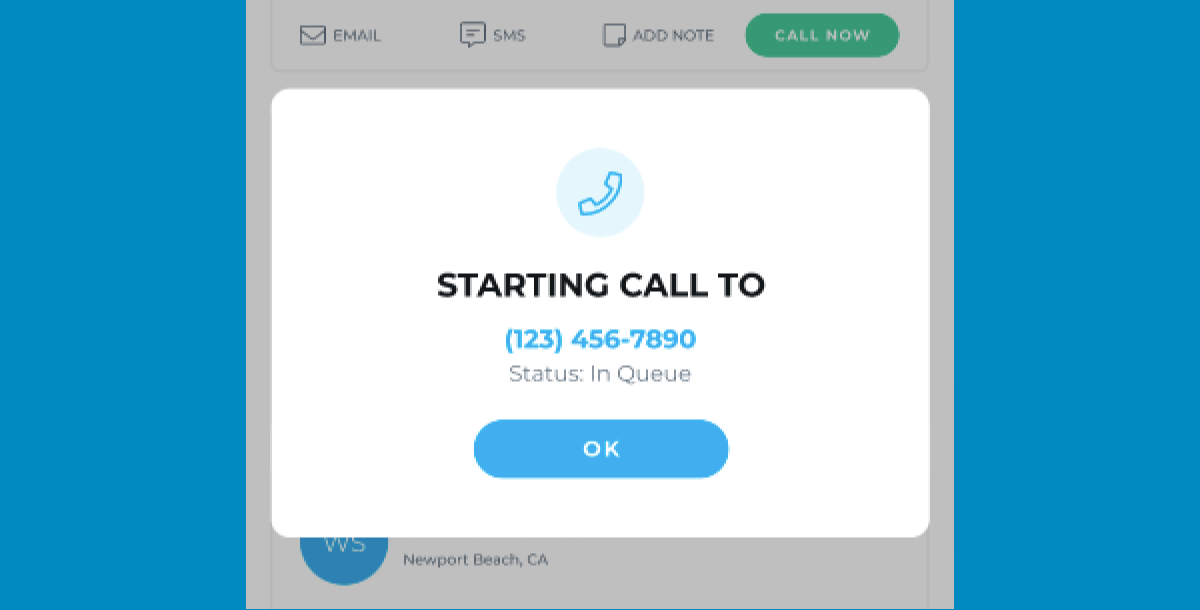 EMAIL SMS ADD NOTE CALL NOW
STARTING CALL TO
(123) 456-7890
Status: In Queue
OK
WS
Newport Beach, CA